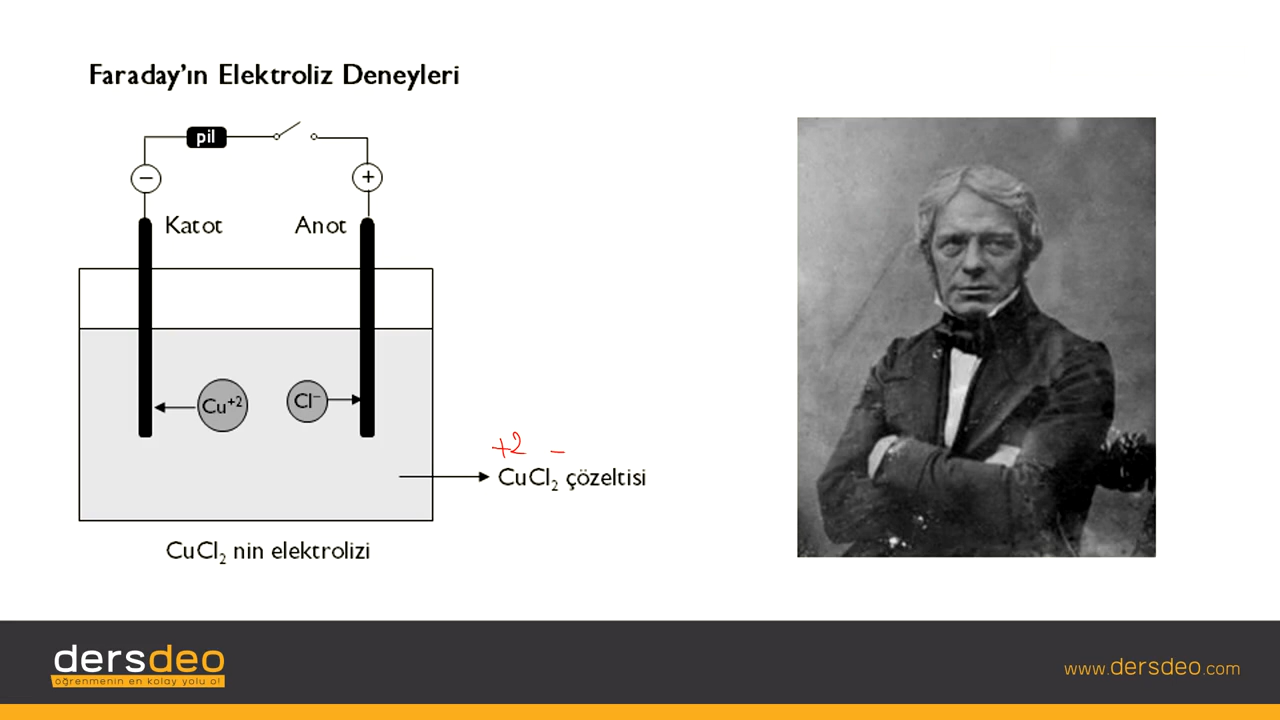 Faraday'ın Elektroliz Deneyleri
pil
− +
Katot Anot
Cu⁺² Cl⁻
+2 −
CuCl₂ çözeltisi
CuCl₂ nin elektrolizi
dersdeo
öğrenmenin en kolay yolu o!
www.dersdeo.com